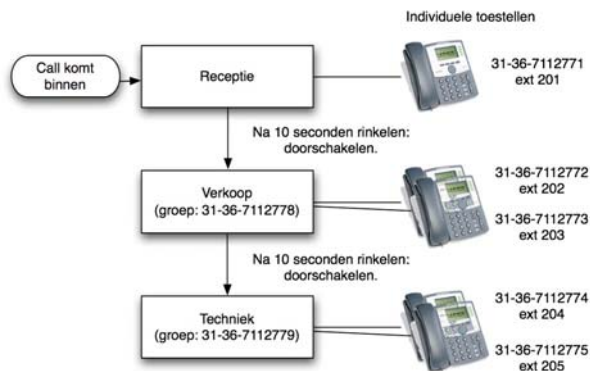 Individuele toestellen
Call komt
binnen
Receptie
31-36-7112771
ext 201
Na 10 seconden rinkelen:
doorschakelen.
Verkoop
(groep: 31-36-7112778)
31-36-7112772
ext 202
31-36-7112773
ext 203
Na 10 seconden rinkelen:
doorschakelen.
Techniek
(groep: 31-36-7112779)
31-36-7112774
ext 204
31-36-7112775
ext 205